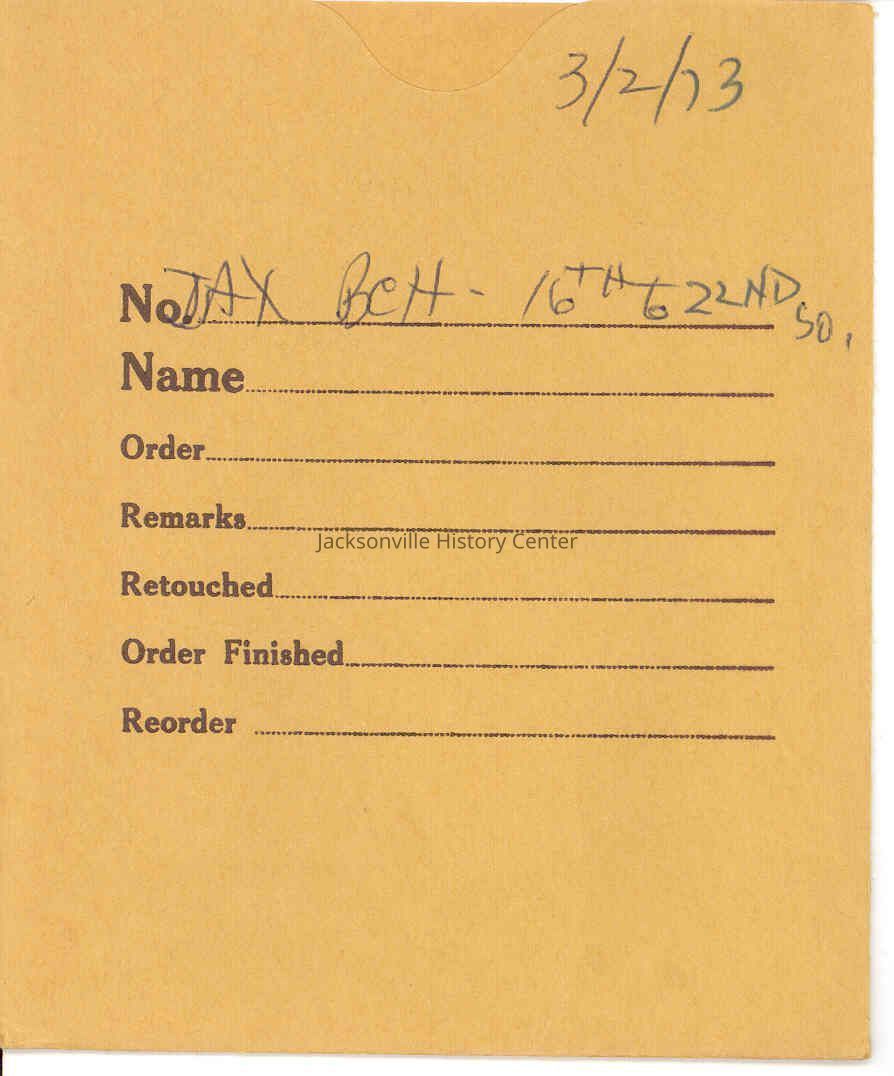 3/2/73
No. JAX BCH - 16TH to 22ND SO.
Name
Order
Remarks
Jacksonville History Center
Retouched
Order Finished
Reorder